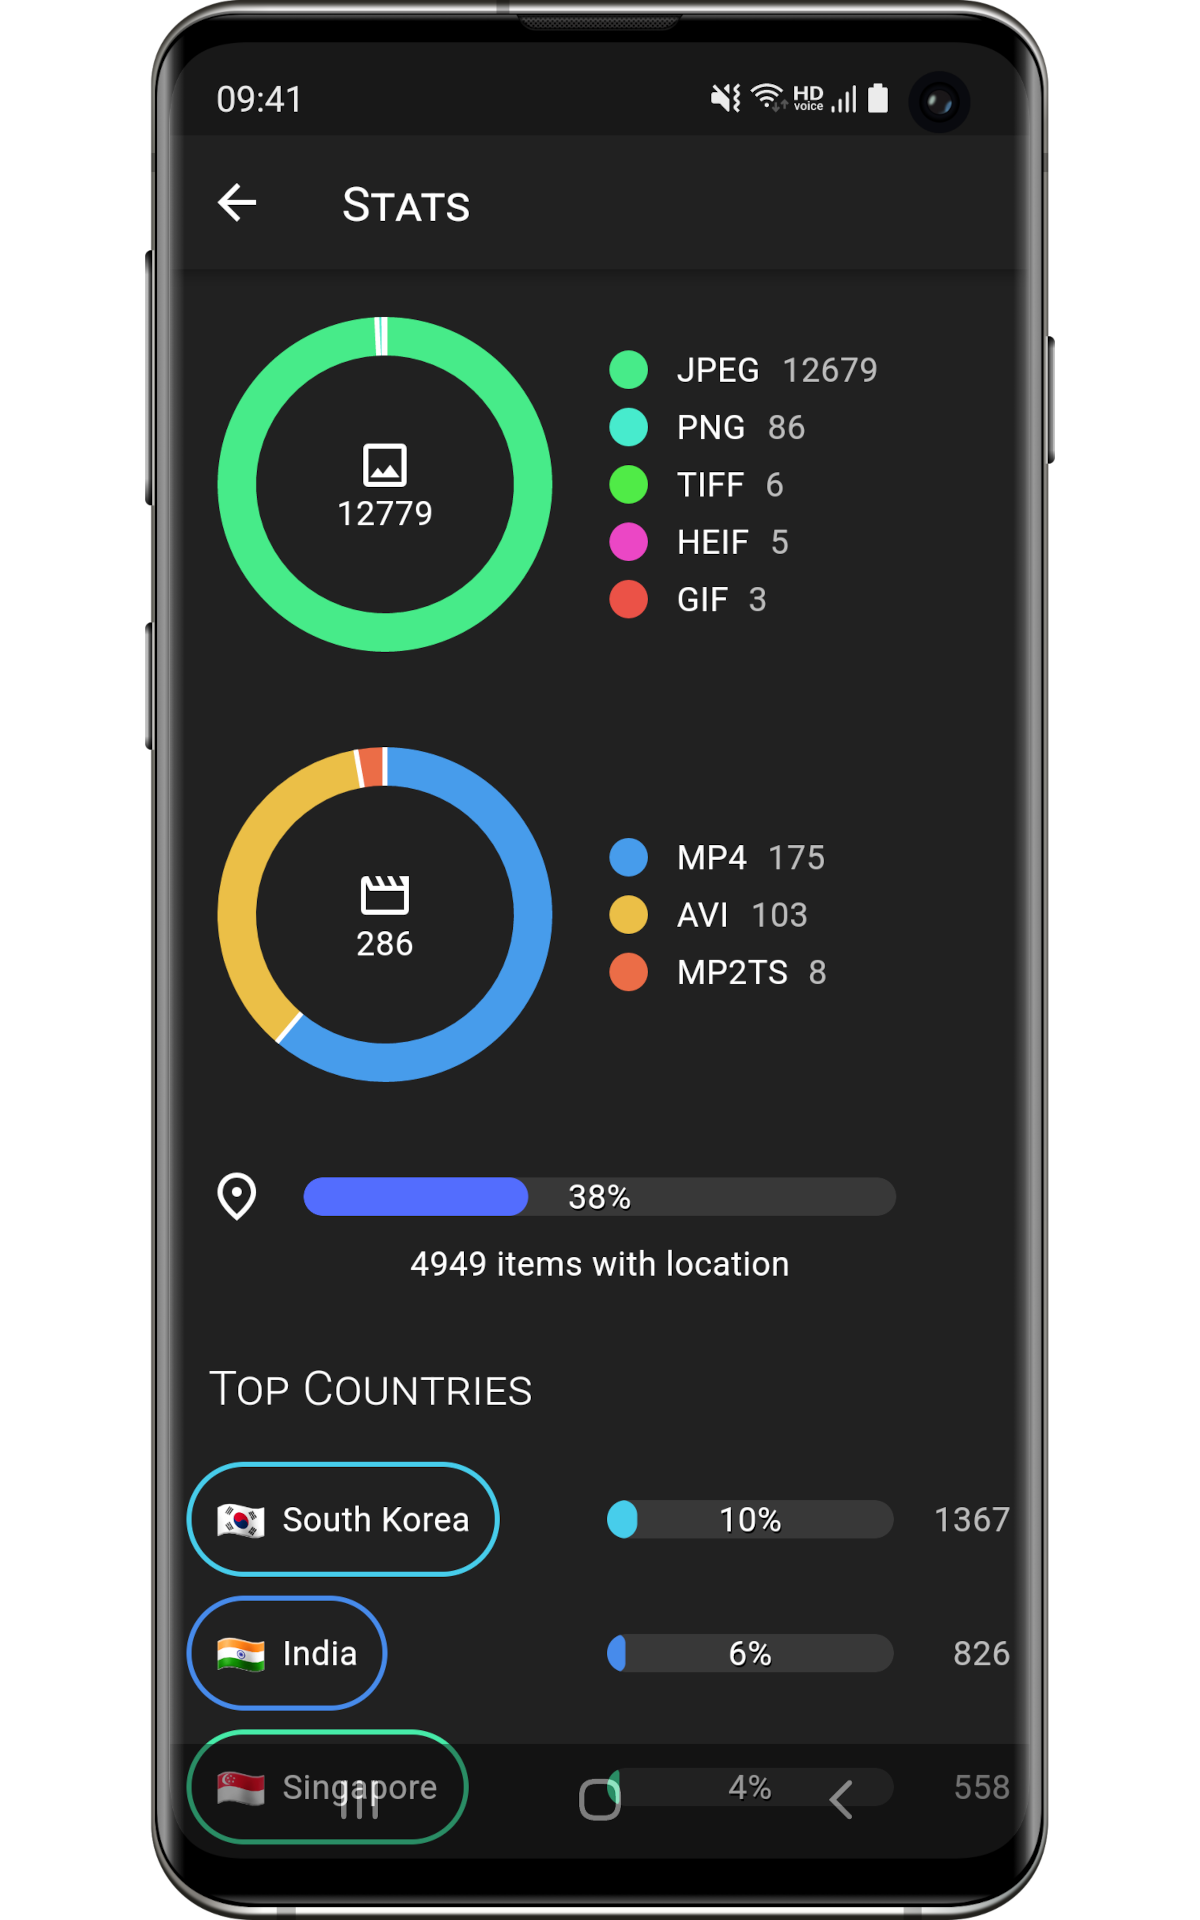 09:41 HD voice
STATS
JPEG 12679
PNG 86
TIFF 6
HEIF 5
GIF 3
12779
MP4 175
AVI 103
MP2TS 8
286
38%
4949 items with location
TOP COUNTRIES
South Korea 10% 1367
India 6% 826
Singapore 4% 558